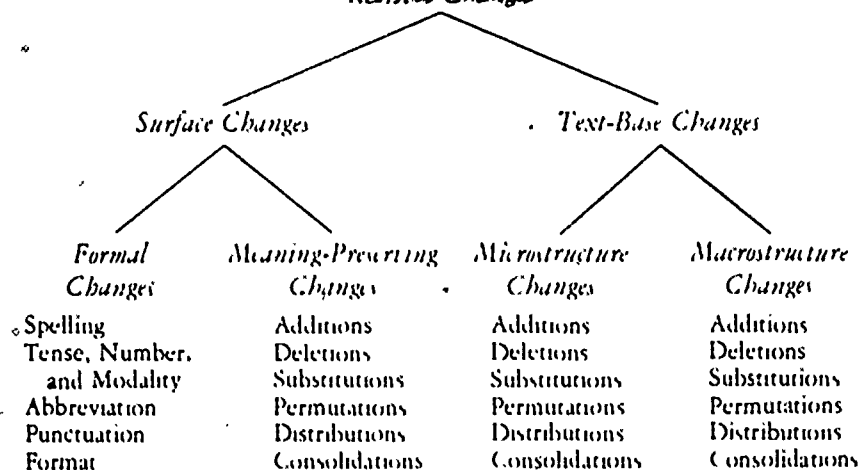 Changes
Surface Changes
Text-Base Changes
Formal
Changes
Meaning-Preserving
Changes
Microstructure
Changes
Macrostructure
Changes
Spelling
Tense, Number,
and Modality
Abbreviation
Punctuation
Format
Additions
Deletions
Substitutions
Permutations
Distributions
Consolidations
Additions
Deletions
Substitutions
Permutations
Distributions
Consolidations
Additions
Deletions
Substitutions
Permutations
Distributions
Consolidations